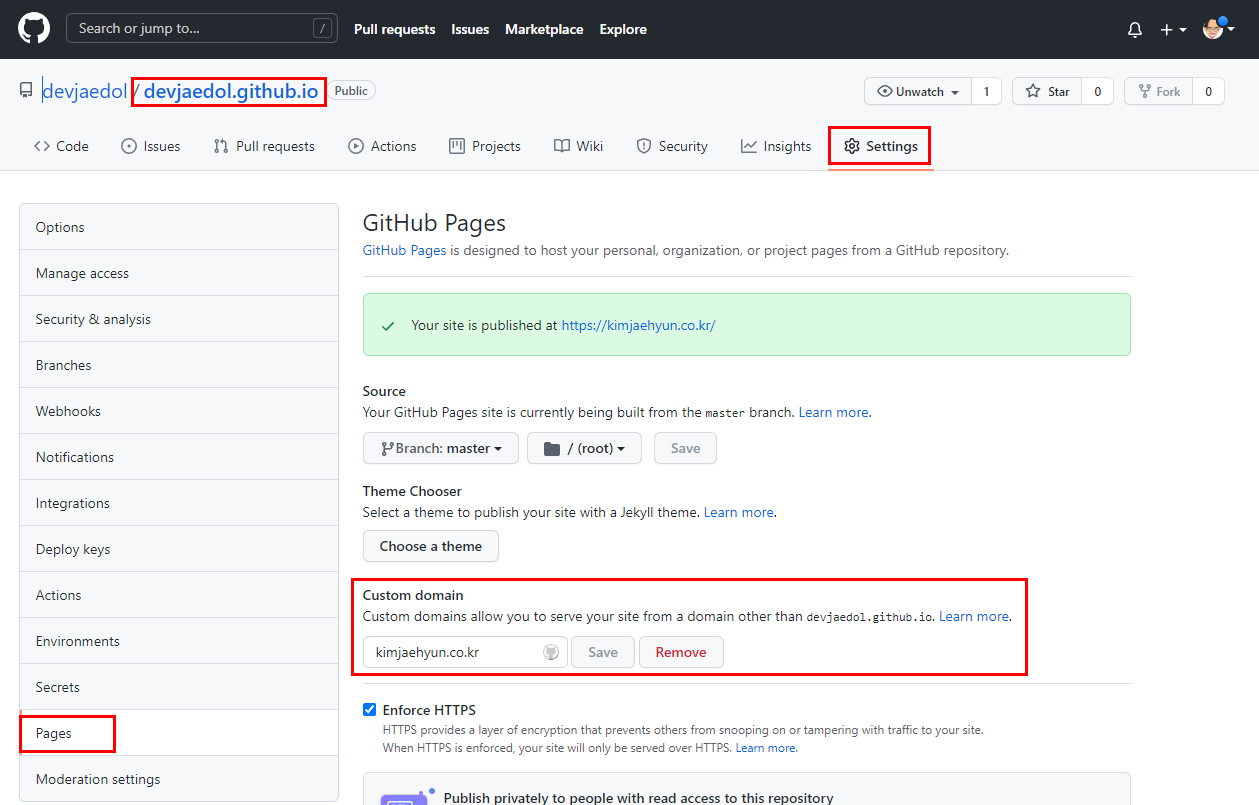 Search or jump to... /
Pull requests Issues Marketplace Explore
devjaedol / devjaedol.github.io Public
Unwatch 1 Star 0 Fork 0
Code Issues Pull requests Actions Projects Wiki Security Insights Settings
Options
Manage access
Security & analysis
Branches
Webhooks
Notifications
Integrations
Deploy keys
Actions
Environments
Secrets
Pages
Moderation settings
GitHub Pages
GitHub Pages is designed to host your personal, organization, or project pages from a GitHub repository.
Your site is published at https://kimjaehyun.co.kr/
Source
Your GitHub Pages site is currently being built from the master branch. Learn more.
Branch: master / (root) Save
Theme Chooser
Select a theme to publish your site with a Jekyll theme. Learn more.
Choose a theme
Custom domain
Custom domains allow you to serve your site from a domain other than devjaedol.github.io. Learn more.
kimjaehyun.co.kr Save Remove
Enforce HTTPS
HTTPS provides a layer of encryption that prevents others from snooping on or tampering with traffic to your site.
When HTTPS is enforced, your site will only be served over HTTPS. Learn more.
Publish privately to people with read access to this repository